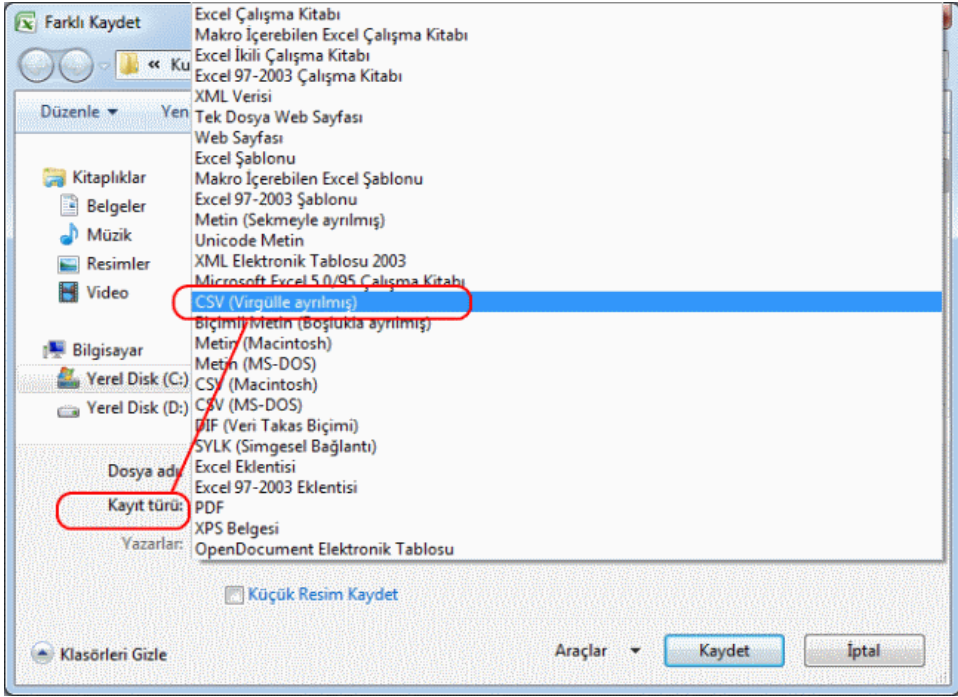 Farklı Kaydet
« Ku
Düzenle
Yen
Kitaplıklar
Belgeler
Müzik
Resimler
Video
Bilgisayar
Yerel Disk (C:)
Yerel Disk (D:)
Excel Çalışma Kitabı
Makro İçerebilen Excel Çalışma Kitabı
Excel İkili Çalışma Kitabı
Excel 97-2003 Çalışma Kitabı
XML Verisi
Tek Dosya Web Sayfası
Web Sayfası
Excel Şablonu
Makro İçerebilen Excel Şablonu
Excel 97-2003 Şablonu
Metin (Sekmeyle ayrılmış)
Unicode Metin
XML Elektronik Tablosu 2003
Microsoft Excel 5.0/95 Çalışma Kitabı
CSV (Virgülle ayrılmış)
Biçimli Metin (Boşlukla ayrılmış)
Metin (Macintosh)
Metin (MS-DOS)
CSV (Macintosh)
CSV (MS-DOS)
DIF (Veri Takas Biçimi)
SYLK (Simgesel Bağlantı)
Excel Eklentisi
Excel 97-2003 Eklentisi
PDF
XPS Belgesi
OpenDocument Elektronik Tablosu
Dosya adı:
Kayıt türü:
Yazarlar:
Küçük Resim Kaydet
Klasörleri Gizle
Araçlar
Kaydet
İptal